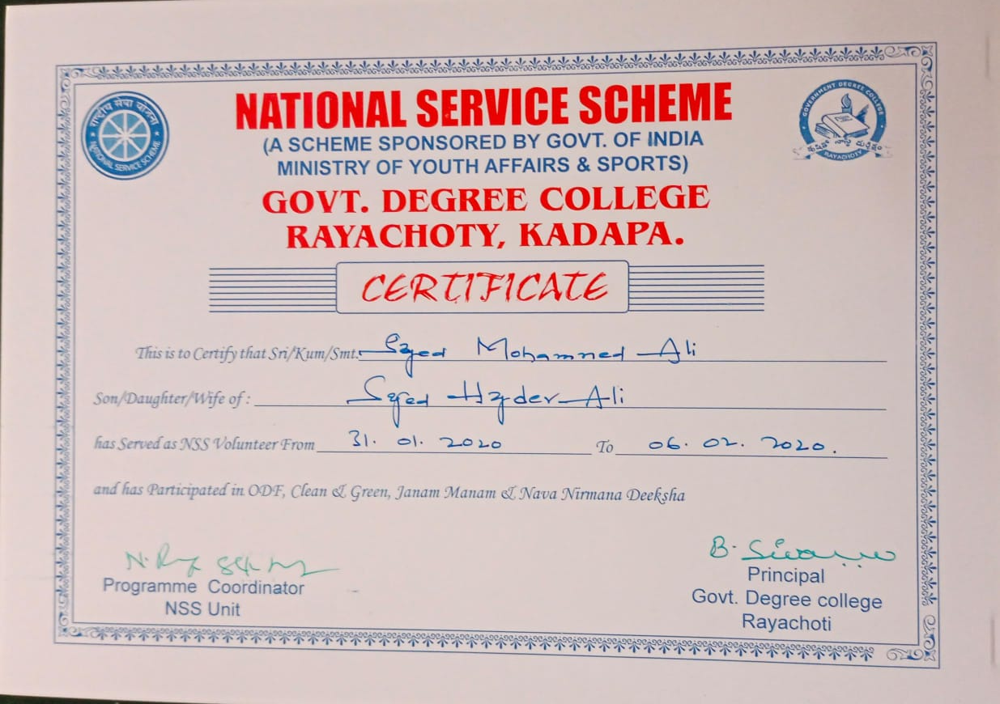 राष्ट्रीय सेवा योजना
NATIONAL SERVICE SCHEME
GOVERNMENT DEGREE COLLEGE
RAYACHOTY
NATIONAL SERVICE SCHEME
(A SCHEME SPONSORED BY GOVT. OF INDIA
MINISTRY OF YOUTH AFFAIRS & SPORTS)
GOVT. DEGREE COLLEGE
RAYACHOTY, KADAPA.
CERTIFICATE
This is to Certify that Sri/Kum/Smt. Syed Mohammed Ali
Son/Daughter/Wife of : Syed Hyder Ali
has Served as NSS Volunteer From 31. 01. 2020 To 06. 02. 2020.
and has Participated in ODF, Clean & Green, Janam Manam & Nava Nirmana Deeksha
Programme Coordinator
NSS Unit
B.
Principal
Govt. Degree college
Rayachoti